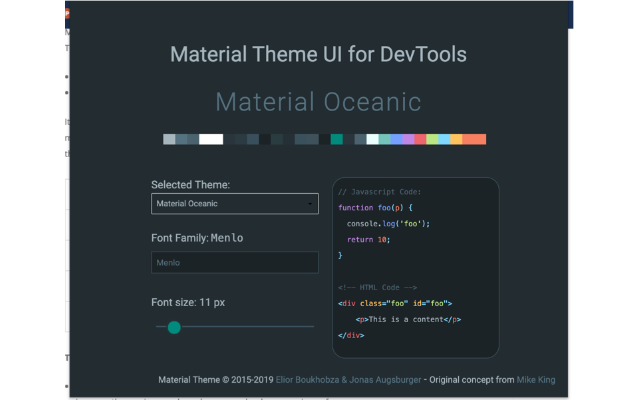 Material Theme UI for DevTools
Material Oceanic
Selected Theme:
Material Oceanic
Font Family: Menlo
Menlo
Font size: 11 px
// Javascript Code:
function foo(p) {
console.log('foo');
return 10;
}
<!-- HTML Code -->
<div class="foo" id="foo">
<p>This is a content</p>
</div>
Material Theme © 2015-2019 Elior Boukhobza & Jonas Augsburger - Original concept from Mike King